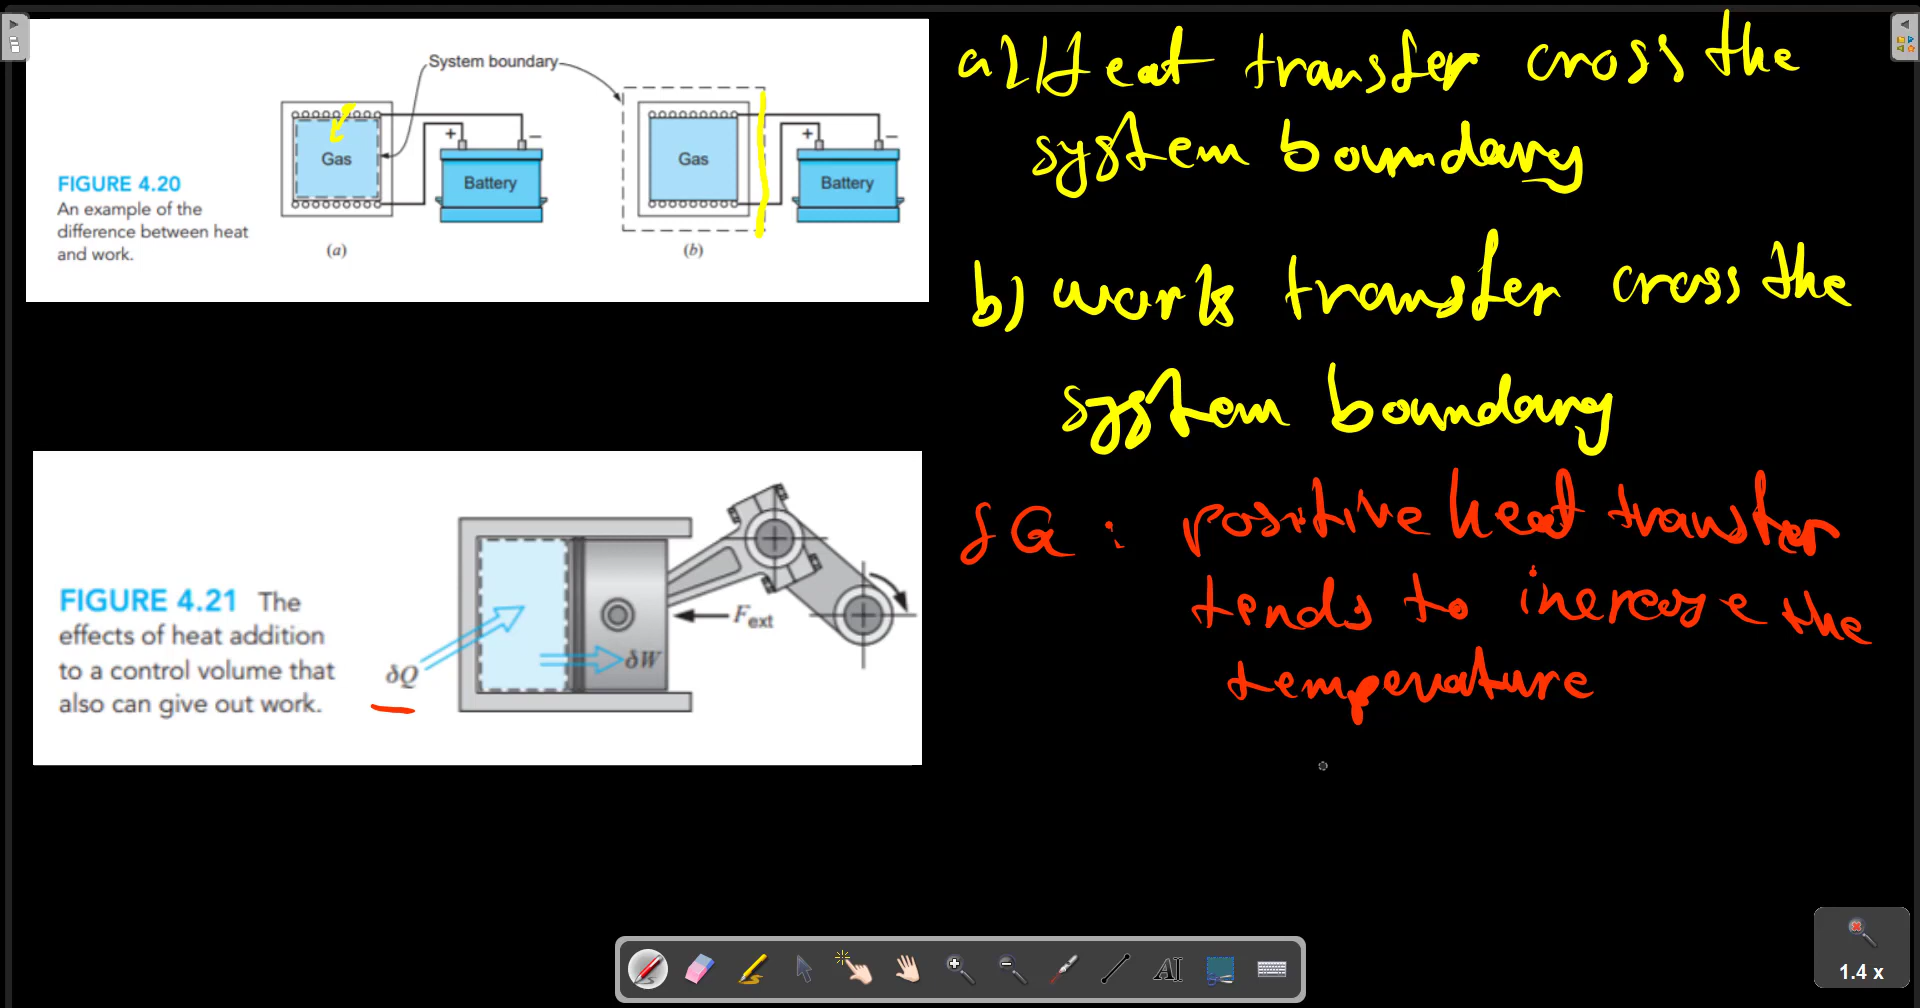 System boundary
Gas
+
−
Battery
(a)
Gas
+
−
Battery
(b)
FIGURE 4.20
An example of the
difference between heat
and work.
a) Heat transfer cross the
system boundary
b) work transfer cross the
system boundary
FIGURE 4.21 The
effects of heat addition
to a control volume that
also can give out work.
δQ
δW
Fext
δQ : positive heat transfer
tends to increase the
temperature
AI
1.4 x